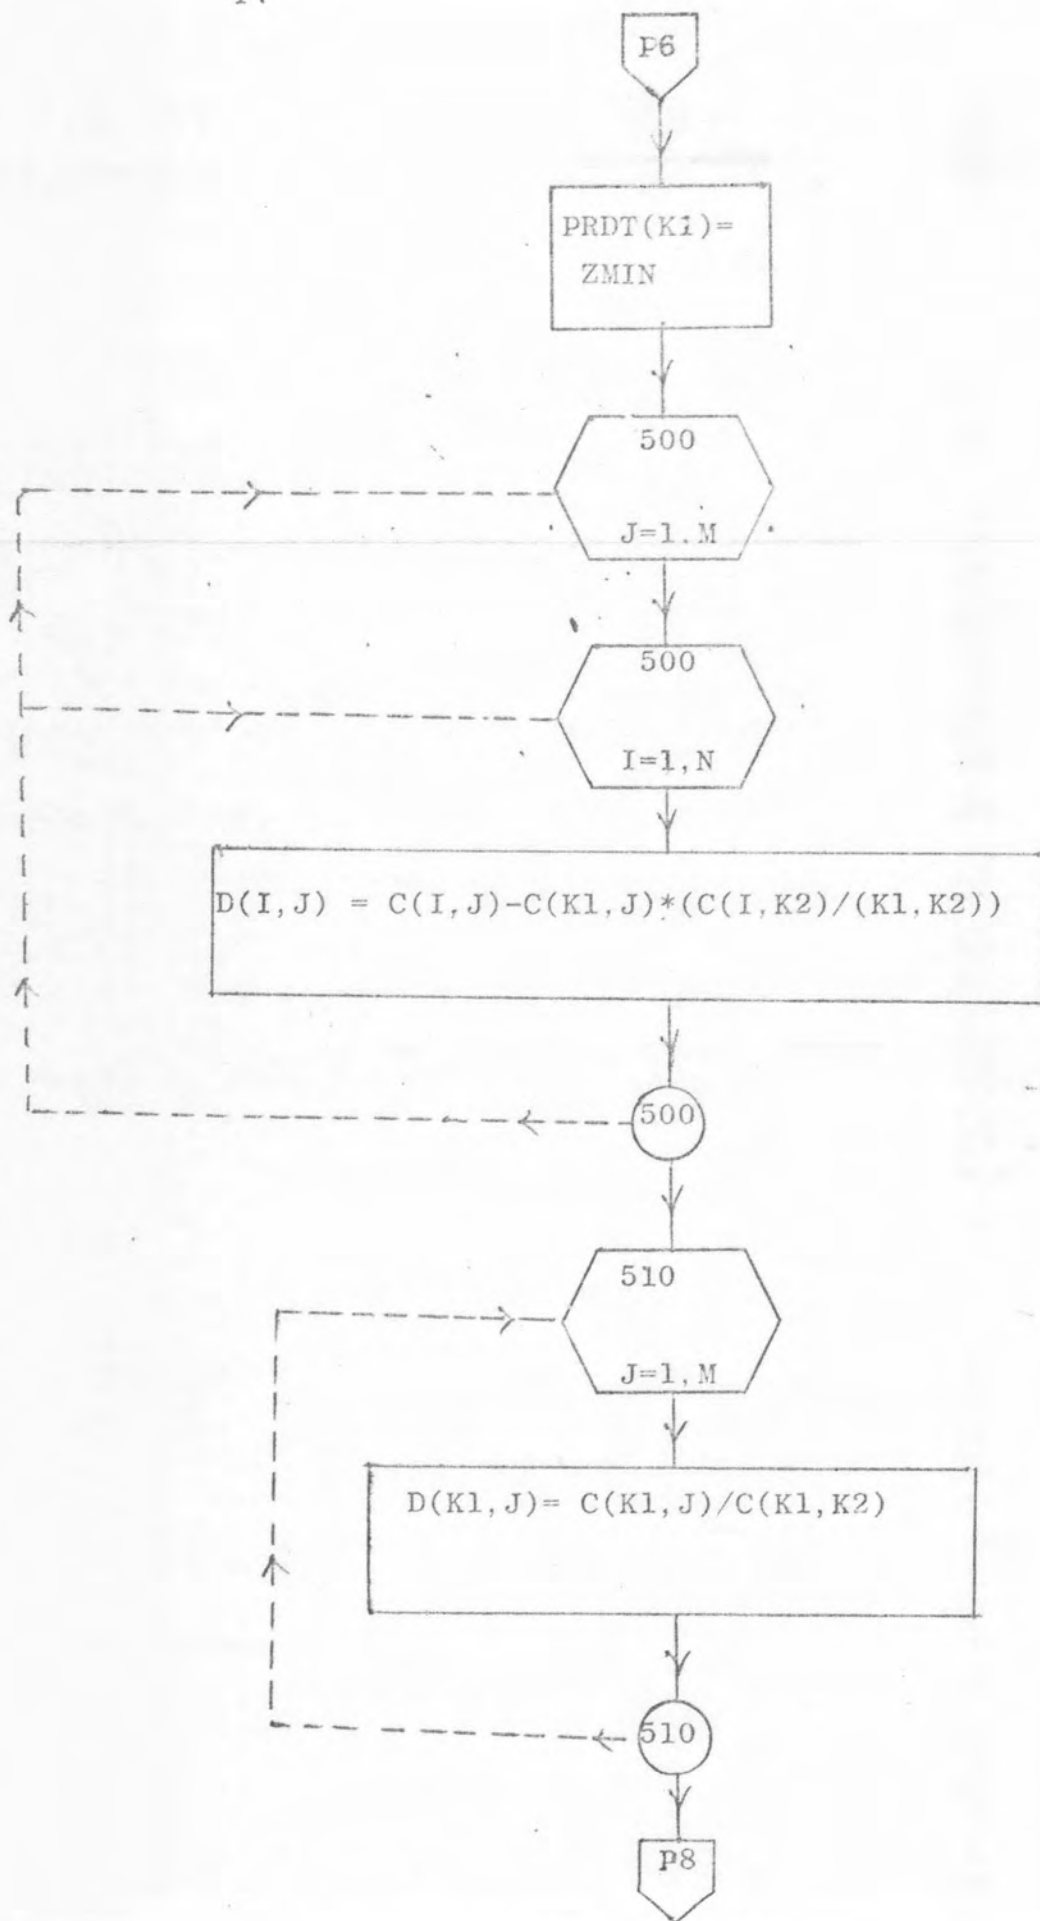 P6
PRDT(K1)=
ZMIN
500
J=1,M
500
I=1,N
D(I,J) = C(I,J)-C(K1,J)*(C(I,K2)/(K1,K2))
500
510
J=1,M
D(K1,J)= C(K1,J)/C(K1,K2)
510
P8